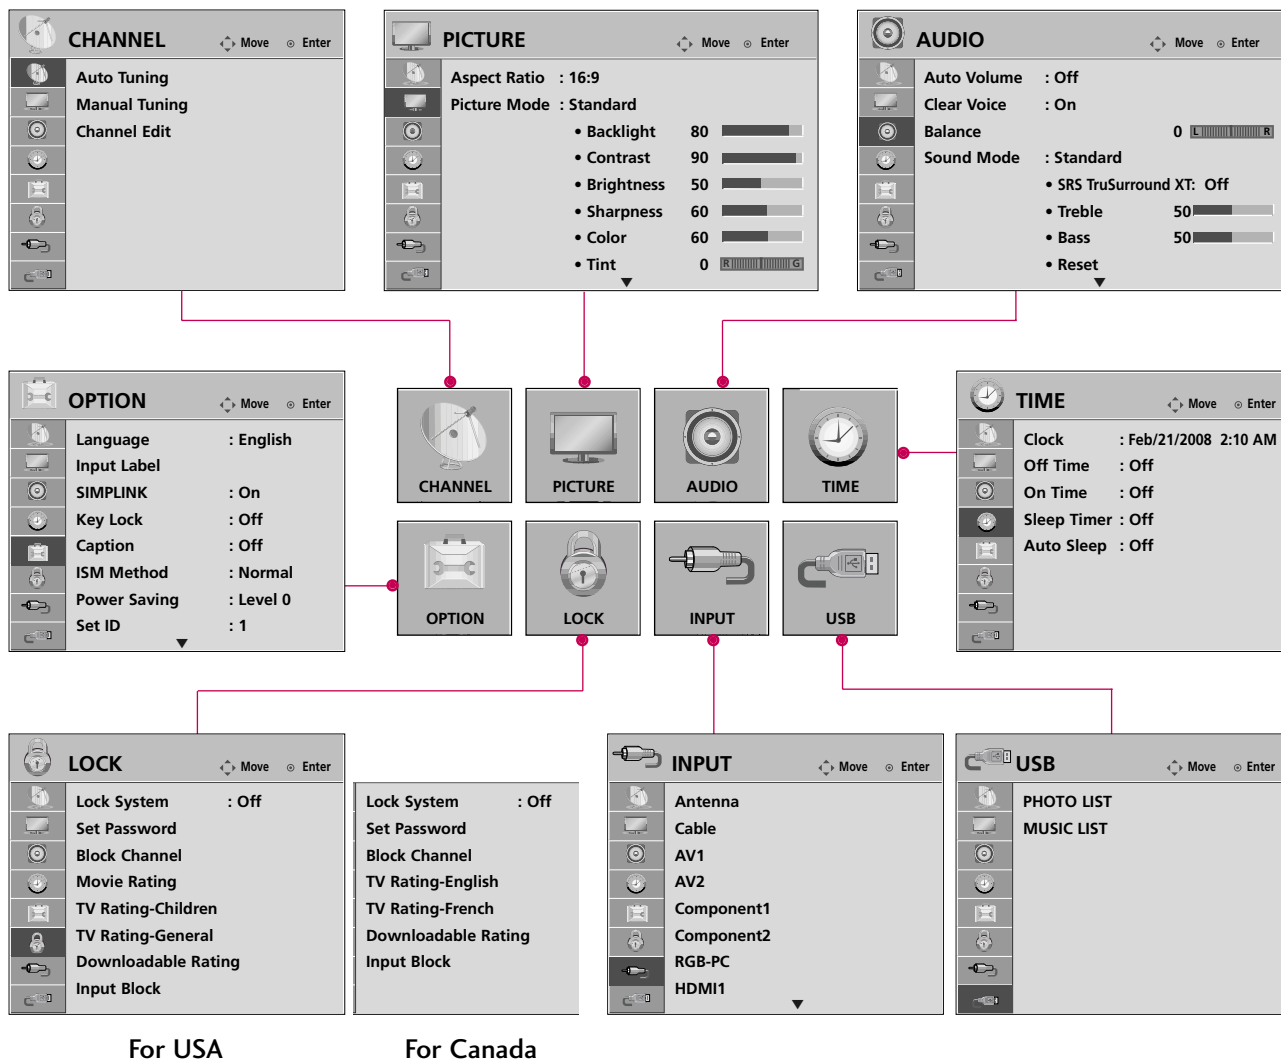 CHANNEL Move Enter
Auto Tuning
Manual Tuning
Channel Edit
PICTURE Move Enter
Aspect Ratio : 16:9
Picture Mode : Standard
• Backlight 80
• Contrast 90
• Brightness 50
• Sharpness 60
• Color 60
• Tint 0 R G
AUDIO Move Enter
Auto Volume : Off
Clear Voice : On
Balance 0 L R
Sound Mode : Standard
• SRS TruSurround XT: Off
• Treble 50
• Bass 50
• Reset
OPTION Move Enter
Language : English
Input Label
SIMPLINK : On
Key Lock : Off
Caption : Off
ISM Method : Normal
Power Saving : Level 0
Set ID : 1
CHANNEL
PICTURE
AUDIO
TIME
OPTION
LOCK
INPUT
USB
TIME Move Enter
Clock : Feb/21/2008 2:10 AM
Off Time : Off
On Time : Off
Sleep Timer : Off
Auto Sleep : Off
LOCK Move Enter
Lock System : Off
Set Password
Block Channel
Movie Rating
TV Rating-Children
TV Rating-General
Downloadable Rating
Input Block
For USA
Lock System : Off
Set Password
Block Channel
TV Rating-English
TV Rating-French
Downloadable Rating
Input Block
For Canada
INPUT Move Enter
Antenna
Cable
AV1
AV2
Component1
Component2
RGB-PC
HDMI1
USB Move Enter
PHOTO LIST
MUSIC LIST